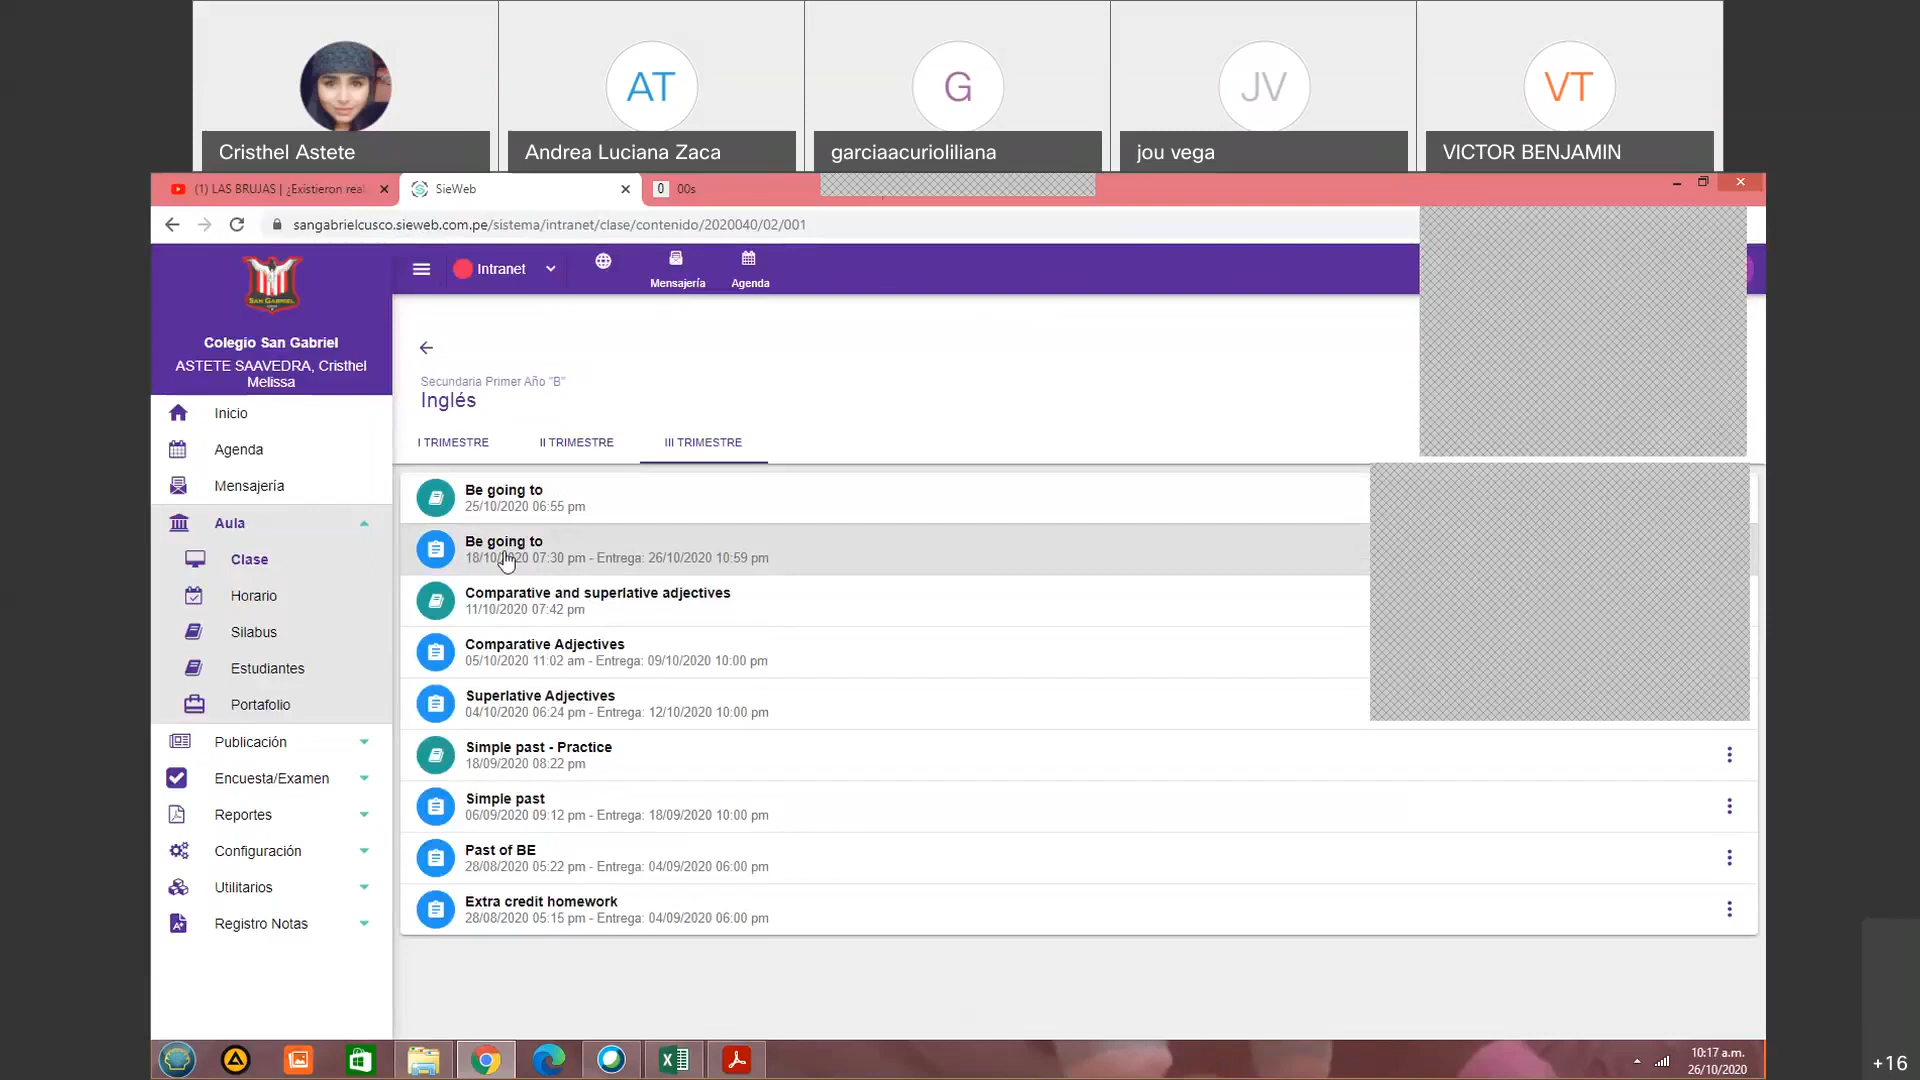 AT
G
JV
VT
Cristhel Astete
Andrea Luciana Zaca
garciaacurioliliana
jou vega
VICTOR BENJAMIN
(1) LAS BRUJAS | ¿Existieron real
SieWeb
0 00s
sangabrielcusco.sieweb.com.pe/sistema/intranet/clase/contenido/2020040/02/001
SAN GABRIEL
Intranet
Mensajería
Agenda
Colegio San Gabriel
ASTETE SAAVEDRA, Cristhel
Melissa
Inicio
Agenda
Mensajería
Aula
Clase
Horario
Silabus
Estudiantes
Portafolio
Publicación
Encuesta/Examen
Reportes
Configuración
Utilitarios
Registro Notas
Secundaria Primer Año "B"
Inglés
I TRIMESTRE
II TRIMESTRE
III TRIMESTRE
Be going to
25/10/2020 06:55 pm
Be going to
18/10/2020 07:30 pm - Entrega: 26/10/2020 10:59 pm
Comparative and superlative adjectives
11/10/2020 07:42 pm
Comparative Adjectives
05/10/2020 11:02 am - Entrega: 09/10/2020 10:00 pm
Superlative Adjectives
04/10/2020 06:24 pm - Entrega: 12/10/2020 10:00 pm
Simple past - Practice
18/09/2020 08:22 pm
Simple past
06/09/2020 09:12 pm - Entrega: 18/09/2020 10:00 pm
Past of BE
28/08/2020 05:22 pm - Entrega: 04/09/2020 06:00 pm
Extra credit homework
28/08/2020 05:15 pm - Entrega: 04/09/2020 06:00 pm
10:17 a.m.
26/10/2020
+16